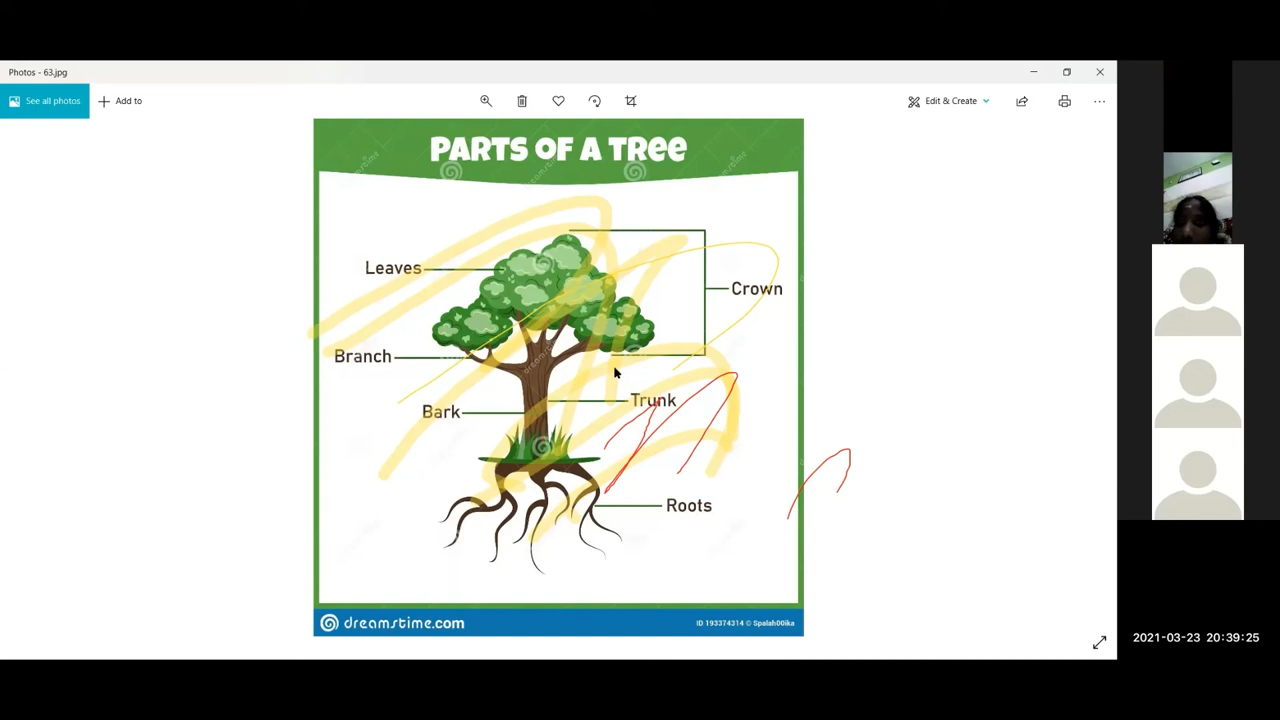 Photos - 63.jpg
See all photos
Add to
Edit & Create
PARTS OF A TREE
Leaves
Crown
Branch
Trunk
Bark
Roots
dreamstime.com
ID 193374314 © Spalah00ika
2021-03-23 20:39:25